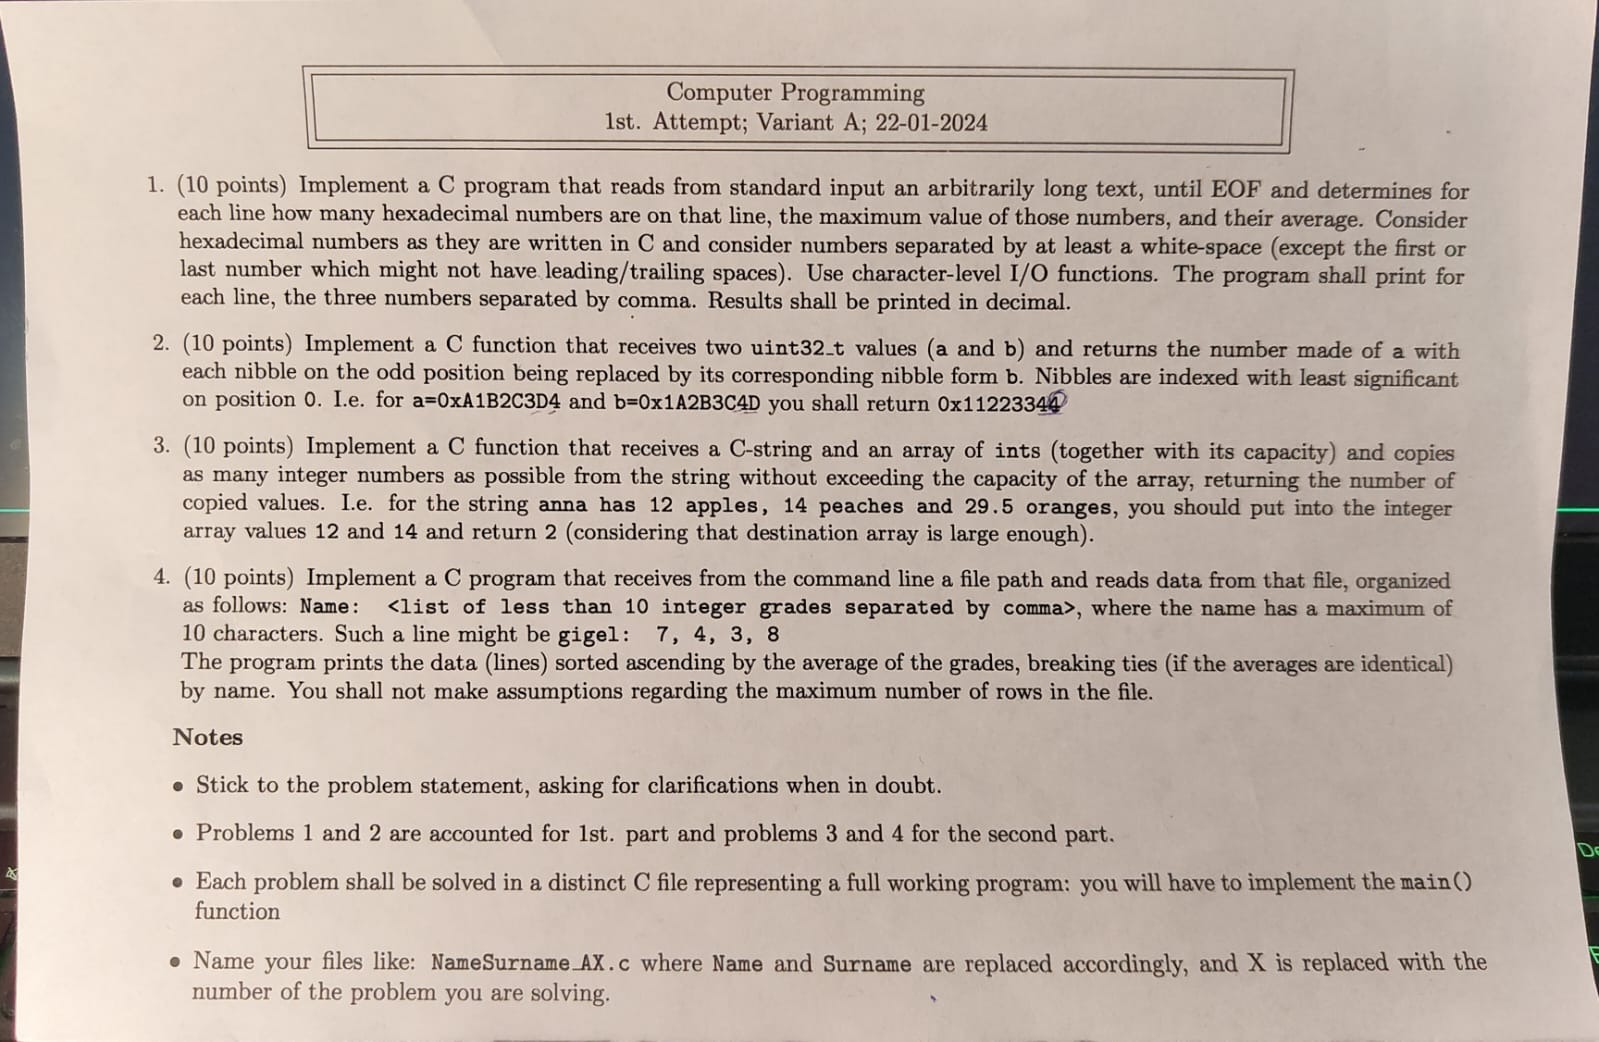 Computer Programming
1st. Attempt; Variant A; 22-01-2024
1. (10 points) Implement a C program that reads from standard input an arbitrarily long text, until EOF and determines for
each line how many hexadecimal numbers are on that line, the maximum value of those numbers, and their average. Consider
hexadecimal numbers as they are written in C and consider numbers separated by at least a white-space (except the first or
last number which might not have leading/trailing spaces). Use character-level I/O functions. The program shall print for
each line, the three numbers separated by comma. Results shall be printed in decimal.
2. (10 points) Implement a C function that receives two uint32_t values (a and b) and returns the number made of a with
each nibble on the odd position being replaced by its corresponding nibble form b. Nibbles are indexed with least significant
on position 0. I.e. for a=0xA1B2C3D4 and b=0x1A2B3C4D you shall return 0x11223344
3. (10 points) Implement a C function that receives a C-string and an array of ints (together with its capacity) and copies
as many integer numbers as possible from the string without exceeding the capacity of the array, returning the number of
copied values. I.e. for the string anna has 12 apples, 14 peaches and 29.5 oranges, you should put into the integer
array values 12 and 14 and return 2 (considering that destination array is large enough).
4. (10 points) Implement a C program that receives from the command line a file path and reads data from that file, organized
as follows: Name: <list of less than 10 integer grades separated by comma>, where the name has a maximum of
10 characters. Such a line might be gigel: 7, 4, 3, 8
The program prints the data (lines) sorted ascending by the average of the grades, breaking ties (if the averages are identical)
by name. You shall not make assumptions regarding the maximum number of rows in the file.
Notes
• Stick to the problem statement, asking for clarifications when in doubt.
• Problems 1 and 2 are accounted for 1st. part and problems 3 and 4 for the second part.
• Each problem shall be solved in a distinct C file representing a full working program: you will have to implement the main()
function
• Name your files like: NameSurname_AX.c where Name and Surname are replaced accordingly, and X is replaced with the
number of the problem you are solving.